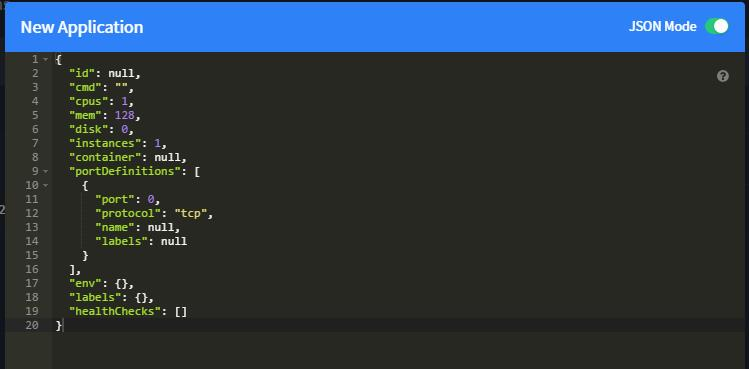 New Application
JSON Mode
1 {
2 "id": null,
3 "cmd": "",
4 "cpus": 1,
5 "mem": 128,
6 "disk": 0,
7 "instances": 1,
8 "container": null,
9 "portDefinitions": [
10 {
11 "port": 0,
12 "protocol": "tcp",
13 "name": null,
14 "labels": null
15 }
16 ],
17 "env": {},
18 "labels": {},
19 "healthChecks": []
20 }